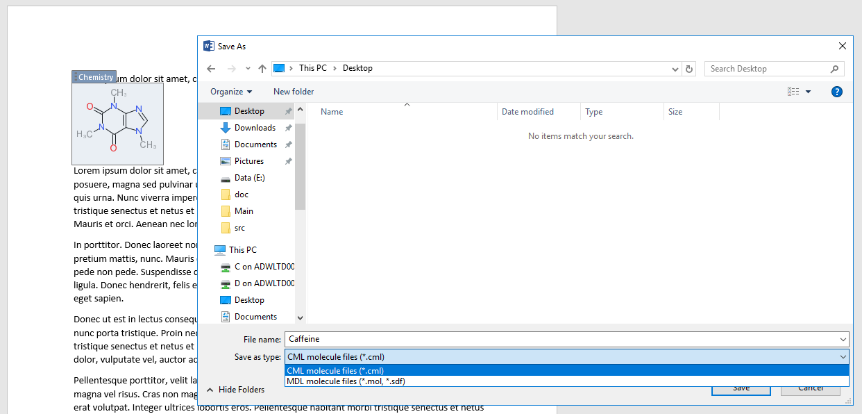 Save As
This PC
Desktop
Search Desktop
Organize
New folder
Name
Date modified
Type
Size
Desktop
Downloads
Documents
Pictures
Data (E:)
doc
Main
src
This PC
C on ADWLTD00
D on ADWLTD00
Desktop
Documents
No items match your search.
File name:
Caffeine
Save as type:
CML molecule files (*.cml)
CML molecule files (*.cml)
MDL molecule files (*.mol, *.sdf)
Hide Folders
Save
Cancel
Chemistry
um dolor sit amet, c
CH₃
O
N
N
N
N
H₃C
O
CH₃
Lorem ipsum dolor sit amet, c
posuere, magna sed pulvinar
quis urna. Nunc viverra imper
tristique senectus et netus et
Mauris et orci. Aenean nec lor
In porttitor. Donec laoreet no
pretium mattis, nunc. Mauris
pede non pede. Suspendisse
ligula. Donec hendrerit, felis e
eget sapien.
Donec ut est in lectus consequ
nunc porta tristique. Proin ne
tristique senectus et netus et
dolor, vulputate vel, auctor ac
Pellentesque porttitor, velit la
magna vel risus. Cras non mag
erat volutpat. Integer ultrices lobortis eros. Pellentesque habitant morbi tristique senectus et netus